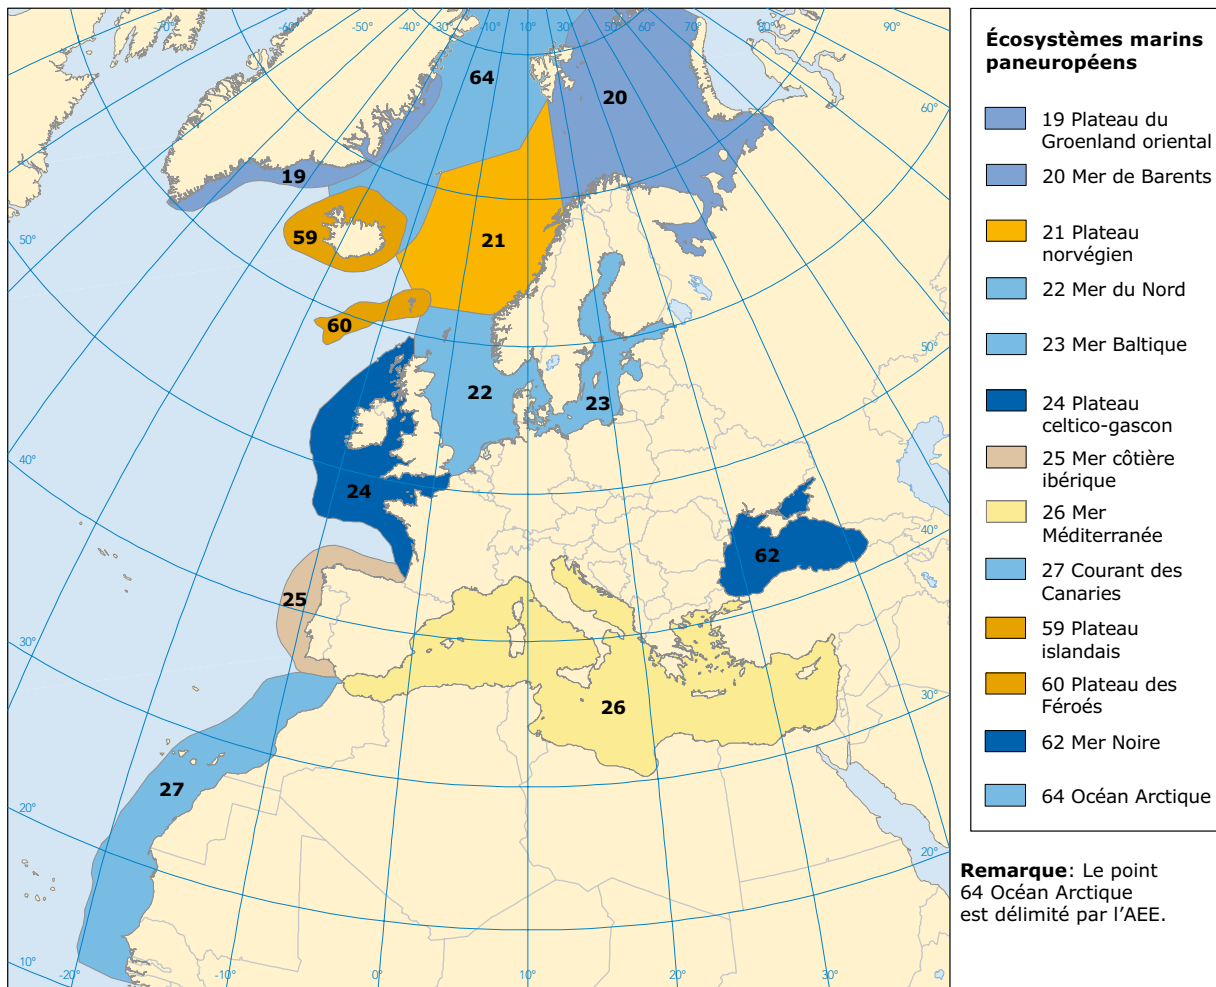 -70°
-50°
-40°
-30°
-10°
10°
30°
50°
60°
70°
80°
90°
64
20
60°
19
50°
59
21
60
50°
22
23
40°
24
40°
62
25
30°
30°
26
27
20°
20°
10°
-20°
-10°
0°
10°
20°
30°
Écosystèmes marins
paneuropéens
19 Plateau du
Groenland oriental
20 Mer de Barents
21 Plateau
norvégien
22 Mer du Nord
23 Mer Baltique
24 Plateau
celtico-gascon
25 Mer côtière
ibérique
26 Mer
Méditerranée
27 Courant des
Canaries
59 Plateau
islandais
60 Plateau des
Féroés
62 Mer Noire
64 Océan Arctique
Remarque: Le point
64 Océan Arctique
est délimité par l’AEE.